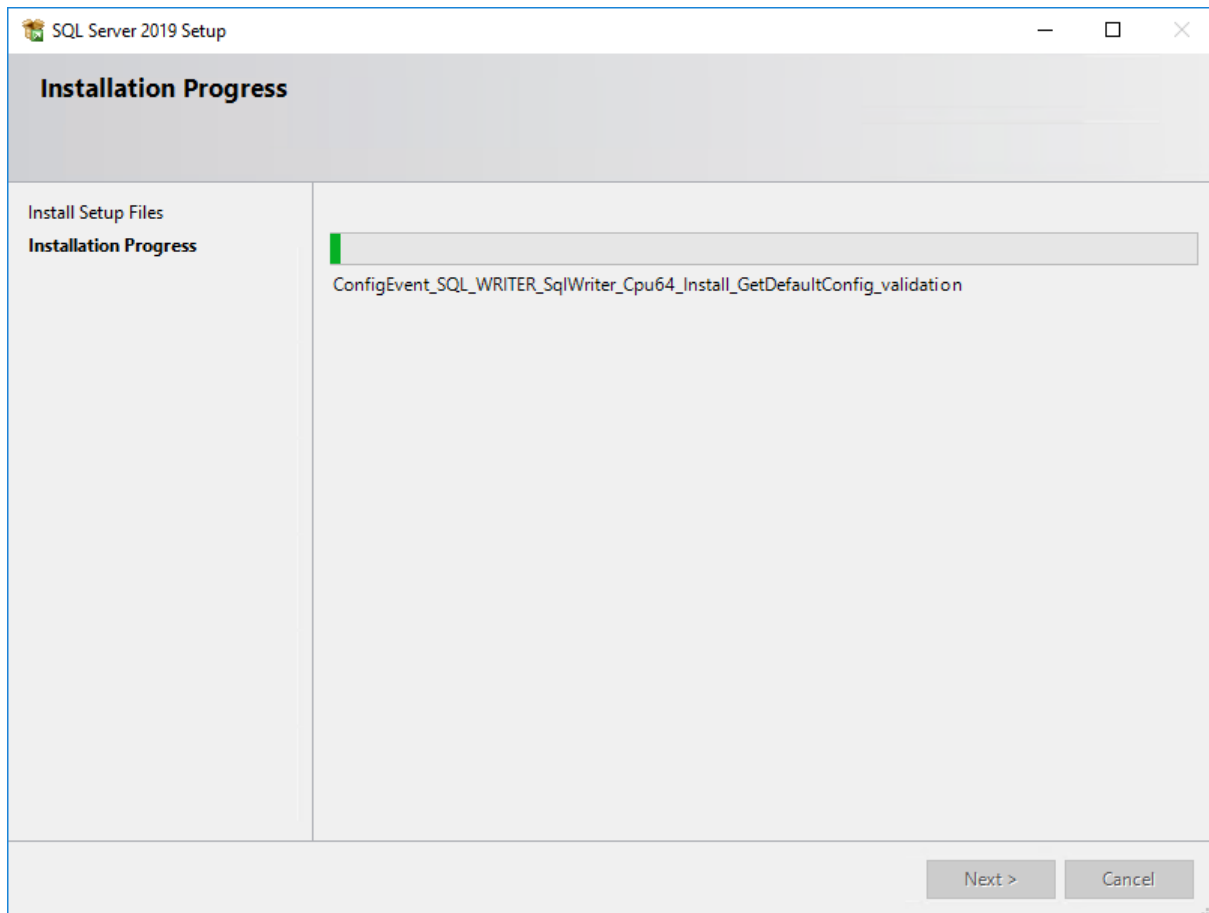 SQL Server 2019 Setup
Installation Progress
Install Setup Files
Installation Progress
ConfigEvent_SQL_WRITER_SqlWriter_Cpu64_Install_GetDefaultConfig_validation
Next >
Cancel